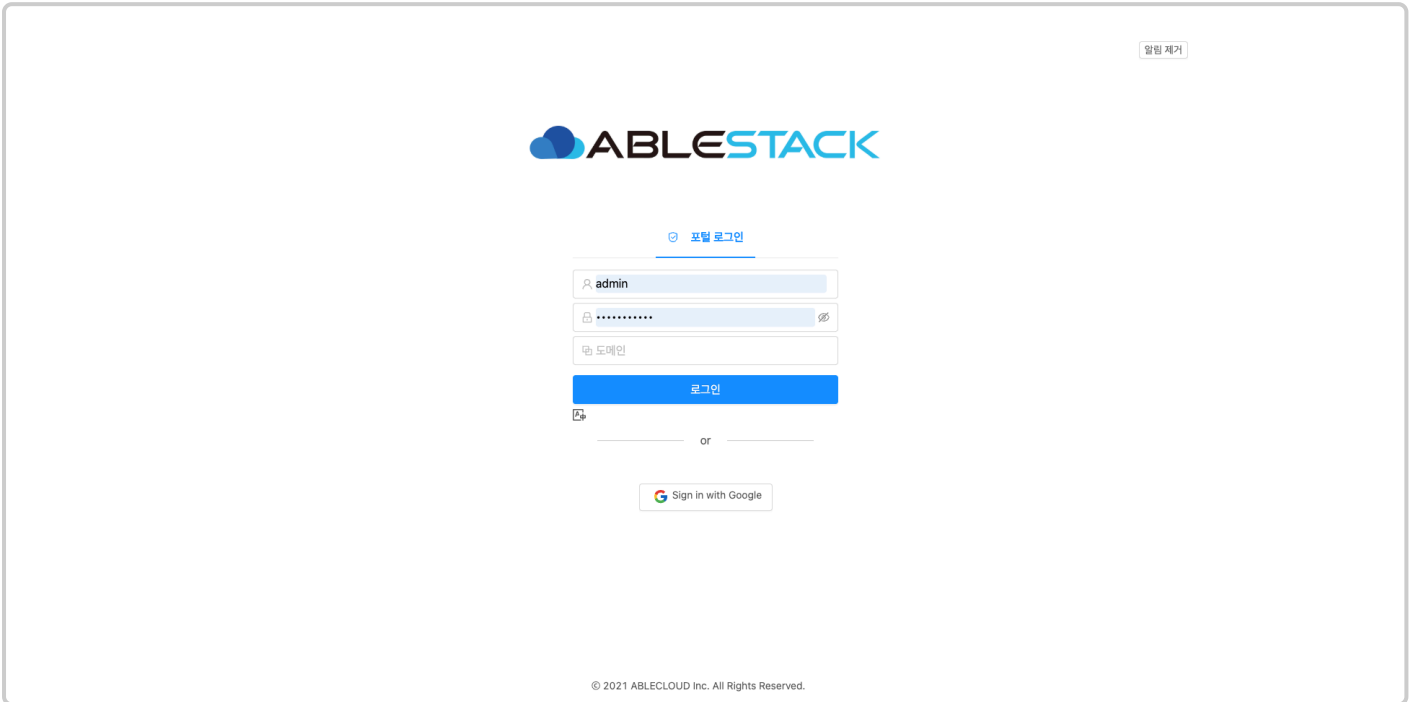 알림 제거
ABLESTACK
포털 로그인
admin
•••••••••••
도메인
로그인
or
Sign in with Google
© 2021 ABLECLOUD Inc. All Rights Reserved.